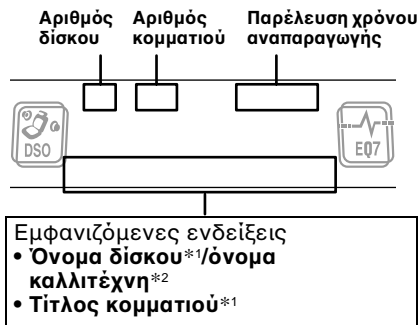 Αριθμός δίσκου
Αριθμός κομματιού
Παρέλευση χρόνου αναπαραγωγής
DSO
EQ7
Εμφανιζόμενες ενδείξεις
• Όνομα δίσκου*1/όνομα
καλλιτέχνη*2
• Τίτλος κομματιού*1